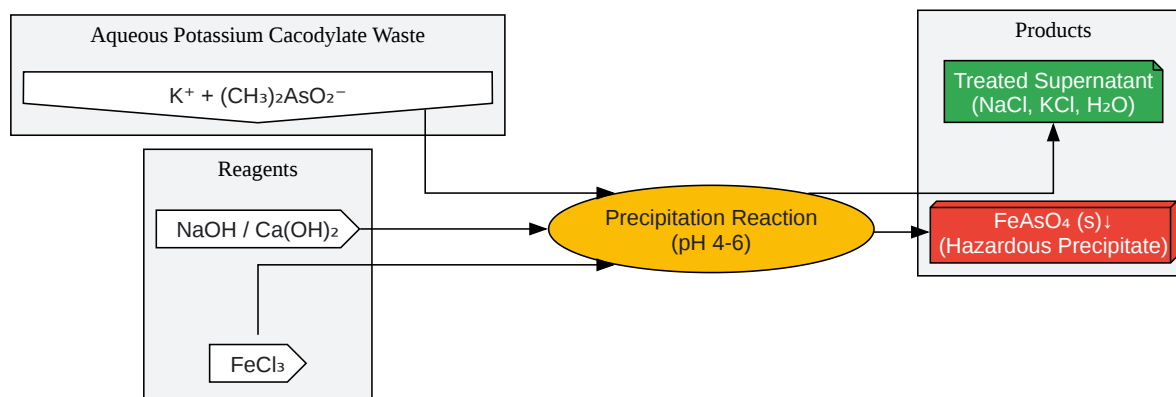 Aqueous Potassium Cacodylate Waste
K⁺ + (CH₃)₂AsO₂⁻
Reagents
NaOH / Ca(OH)₂
FeCl₃
Precipitation Reaction
(pH 4-6)
Products
Treated Supernatant
(NaCl, KCl, H₂O)
FeAsO₄ (s)↓
(Hazardous Precipitate)